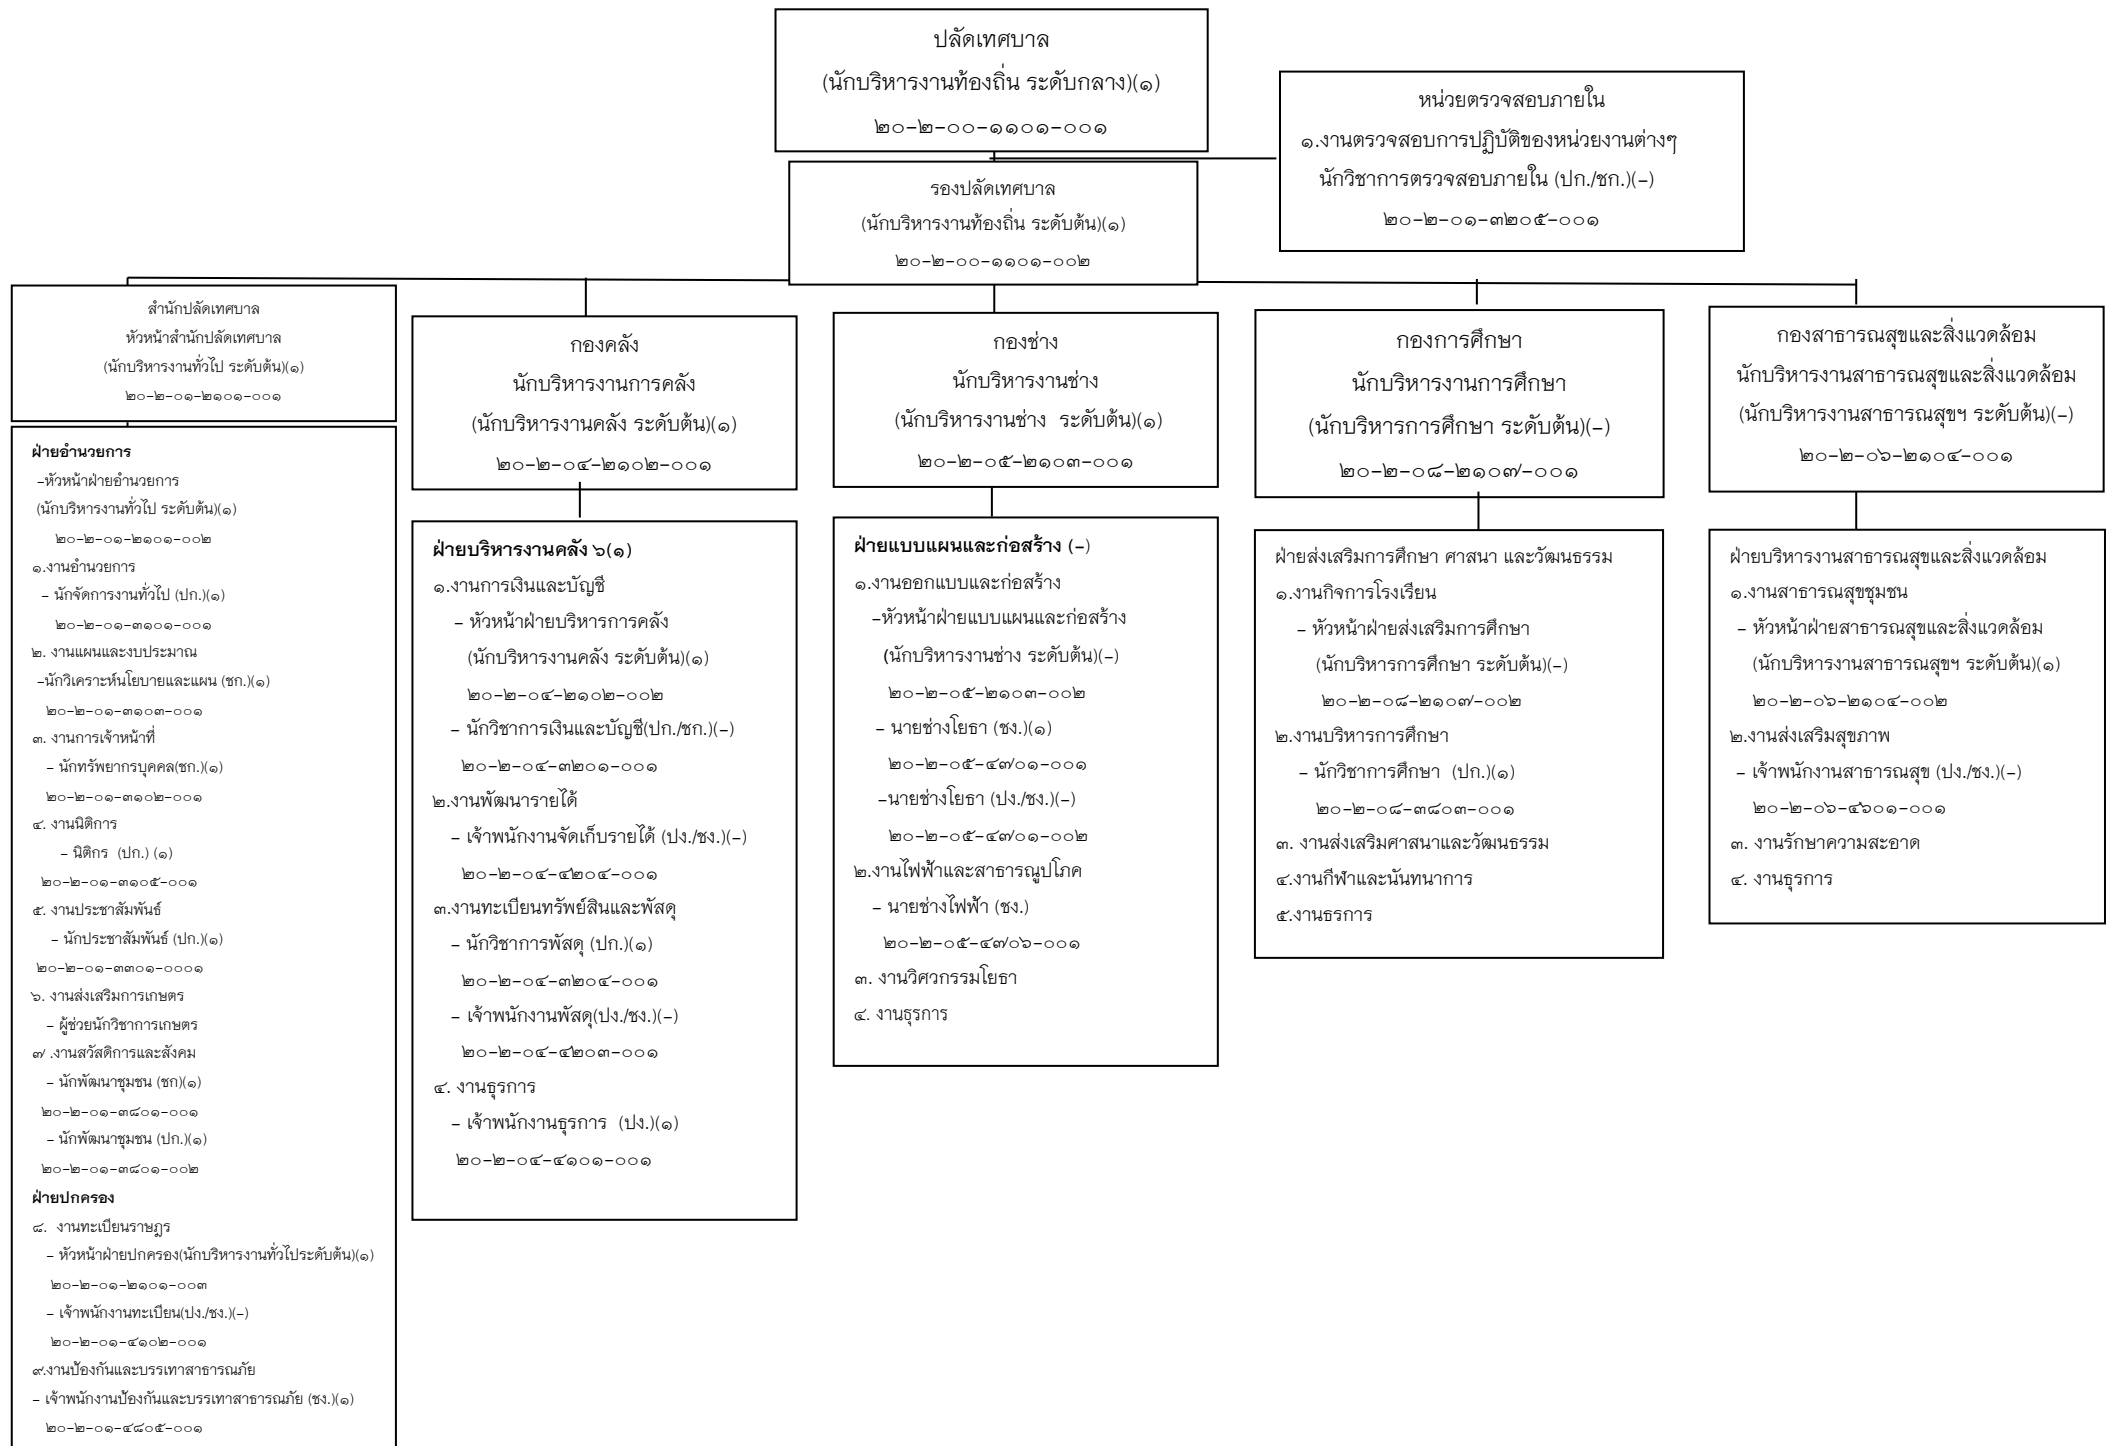 ปลัดเทศบาล
(นักบริหารงานท้องถิ่น ระดับกลาง)(๑)
๒๐-๒-๐๐-๑๑๐๑-๐๐๑
หน่วยตรวจสอบภายใน
๑.งานตรวจสอบการปฏิบัติของหน่วยงานต่างๆ
นักวิชาการตรวจสอบภายใน (ปก./ชก.)(-)
๒๐-๒-๐๑-๓๒๐๕-๐๐๑
รองปลัดเทศบาล
(นักบริหารงานท้องถิ่น ระดับต้น)(๑)
๒๐-๒-๐๐-๑๑๐๑-๐๐๒
สำนักปลัดเทศบาล
หัวหน้าสำนักปลัดเทศบาล
(นักบริหารงานทั่วไป ระดับต้น)(๑)
๒๐-๒-๐๑-๒๑๐๑-๐๐๑
ฝ่ายอำนวยการ
-หัวหน้าฝ่ายอำนวยการ
(นักบริหารงานทั่วไป ระดับต้น)(๑)
๒๐-๒-๐๑-๒๑๐๑-๐๐๒
๑.งานอำนวยการ
- นักจัดการงานทั่วไป (ปก.)(๑)
๒๐-๒-๐๑-๓๑๐๑-๐๐๑
๒. งานแผนและงบประมาณ
-นักวิเคราะห์นโยบายและแผน (ชก.)(๑)
๒๐-๒-๐๑-๓๑๐๓-๐๐๑
๓. งานการเจ้าหน้าที่
- นักทรัพยากรบุคคล(ชก.)(๑)
๒๐-๒-๐๑-๓๑๐๒-๐๐๑
๔. งานนิติการ
- นิติกร  (ปก.) (๑)
๒๐-๒-๐๑-๓๑๐๕-๐๐๑
๕. งานประชาสัมพันธ์
- นักประชาสัมพันธ์ (ปก.)(๑)
๒๐-๒-๐๑-๓๓๐๑-๐๐๐๑
๖. งานส่งเสริมการเกษตร
- ผู้ช่วยนักวิชาการเกษตร
๗ .งานสวัสดิการและสังคม
- นักพัฒนาชุมชน (ชก)(๑)
๒๐-๒-๐๑-๓๘๐๑-๐๐๑
- นักพัฒนาชุมชน (ปก.)(๑)
๒๐-๒-๐๑-๓๘๐๑-๐๐๒
ฝ่ายปกครอง
๘.  งานทะเบียนราษฎร
- หัวหน้าฝ่ายปกครอง(นักบริหารงานทั่วไประดับต้น)(๑)
๒๐-๒-๐๑-๒๑๐๑-๐๐๓
- เจ้าพนักงานทะเบียน(ปง./ชง.)(-)
๒๐-๒-๐๑-๔๑๐๒-๐๐๑
๙.งานป้องกันและบรรเทาสาธารณภัย
- เจ้าพนักงานป้องกันและบรรเทาสาธารณภัย (ชง.)(๑)
๒๐-๒-๐๑-๔๘๐๕-๐๐๑
กองคลัง
นักบริหารงานการคลัง
(นักบริหารงานคลัง ระดับต้น)(๑)
๒๐-๒-๐๔-๒๑๐๒-๐๐๑
ฝ่ายบริหารงานคลัง ๖(๑)
๑.งานการเงินและบัญชี
- หัวหน้าฝ่ายบริหารการคลัง
(นักบริหารงานคลัง ระดับต้น)(๑)
๒๐-๒-๐๔-๒๑๐๒-๐๐๒
- นักวิชาการเงินและบัญชี(ปก./ชก.)(-)
๒๐-๒-๐๔-๓๒๐๑-๐๐๑
๒.งานพัฒนารายได้
- เจ้าพนักงานจัดเก็บรายได้ (ปง./ชง.)(-)
๒๐-๒-๐๔-๔๒๐๔-๐๐๑
๓.งานทะเบียนทรัพย์สินและพัสดุ
- นักวิชาการพัสดุ (ปก.)(๑)
๒๐-๒-๐๔-๓๒๐๔-๐๐๑
- เจ้าพนักงานพัสดุ(ปง./ชง.)(-)
๒๐-๒-๐๔-๔๒๐๓-๐๐๑
๔. งานธุรการ
- เจ้าพนักงานธุรการ  (ปง.)(๑)
๒๐-๒-๐๔-๔๑๐๑-๐๐๑
กองช่าง
นักบริหารงานช่าง
(นักบริหารงานช่าง  ระดับต้น)(๑)
๒๐-๒-๐๕-๒๑๐๓-๐๐๑
ฝ่ายแบบแผนและก่อสร้าง (-)
๑.งานออกแบบและก่อสร้าง
-หัวหน้าฝ่ายแบบแผนและก่อสร้าง
(นักบริหารงานช่าง ระดับต้น)(-)
๒๐-๒-๐๕-๒๑๐๓-๐๐๒
- นายช่างโยธา (ชง.)(๑)
๒๐-๒-๐๕-๔๗๐๑-๐๐๑
-นายช่างโยธา (ปง./ชง.)(-)
๒๐-๒-๐๕-๔๗๐๑-๐๐๒
๒.งานไฟฟ้าและสาธารณูปโภค
- นายช่างไฟฟ้า (ชง.)
๒๐-๒-๐๕-๔๗๐๖-๐๐๑
๓. งานวิศวกรรมโยธา
๔. งานธุรการ
กองการศึกษา
นักบริหารงานการศึกษา
(นักบริหารการศึกษา ระดับต้น)(-)
๒๐-๒-๐๘-๒๑๐๗-๐๐๑
ฝ่ายส่งเสริมการศึกษา ศาสนา และวัฒนธรรม
๑.งานกิจการโรงเรียน
- หัวหน้าฝ่ายส่งเสริมการศึกษา
(นักบริหารการศึกษา ระดับต้น)(-)
๒๐-๒-๐๘-๒๑๐๗-๐๐๒
๒.งานบริหารการศึกษา
- นักวิชาการศึกษา  (ปก.)(๑)
๒๐-๒-๐๘-๓๘๐๓-๐๐๑
๓. งานส่งเสริมศาสนาและวัฒนธรรม
๔.งานกีฬาและนันทนาการ
๕.งานธรการ
กองสาธารณสุขและสิ่งแวดล้อม
นักบริหารงานสาธารณสุขและสิ่งแวดล้อม
(นักบริหารงานสาธารณสุขฯ ระดับต้น)(-)
๒๐-๒-๐๖-๒๑๐๔-๐๐๑
ฝ่ายบริหารงานสาธารณสุขและสิ่งแวดล้อม
๑.งานสาธารณสุขชุมชน
- หัวหน้าฝ่ายสาธารณสุขและสิ่งแวดล้อม
(นักบริหารงานสาธารณสุขฯ ระดับต้น)(๑)
๒๐-๒-๐๖-๒๑๐๔-๐๐๒
๒.งานส่งเสริมสุขภาพ
- เจ้าพนักงานสาธารณสุข (ปง./ชง.)(-)
๒๐-๒-๐๖-๔๖๐๑-๐๐๑
๓. งานรักษาความสะอาด
๔. งานธุรการ